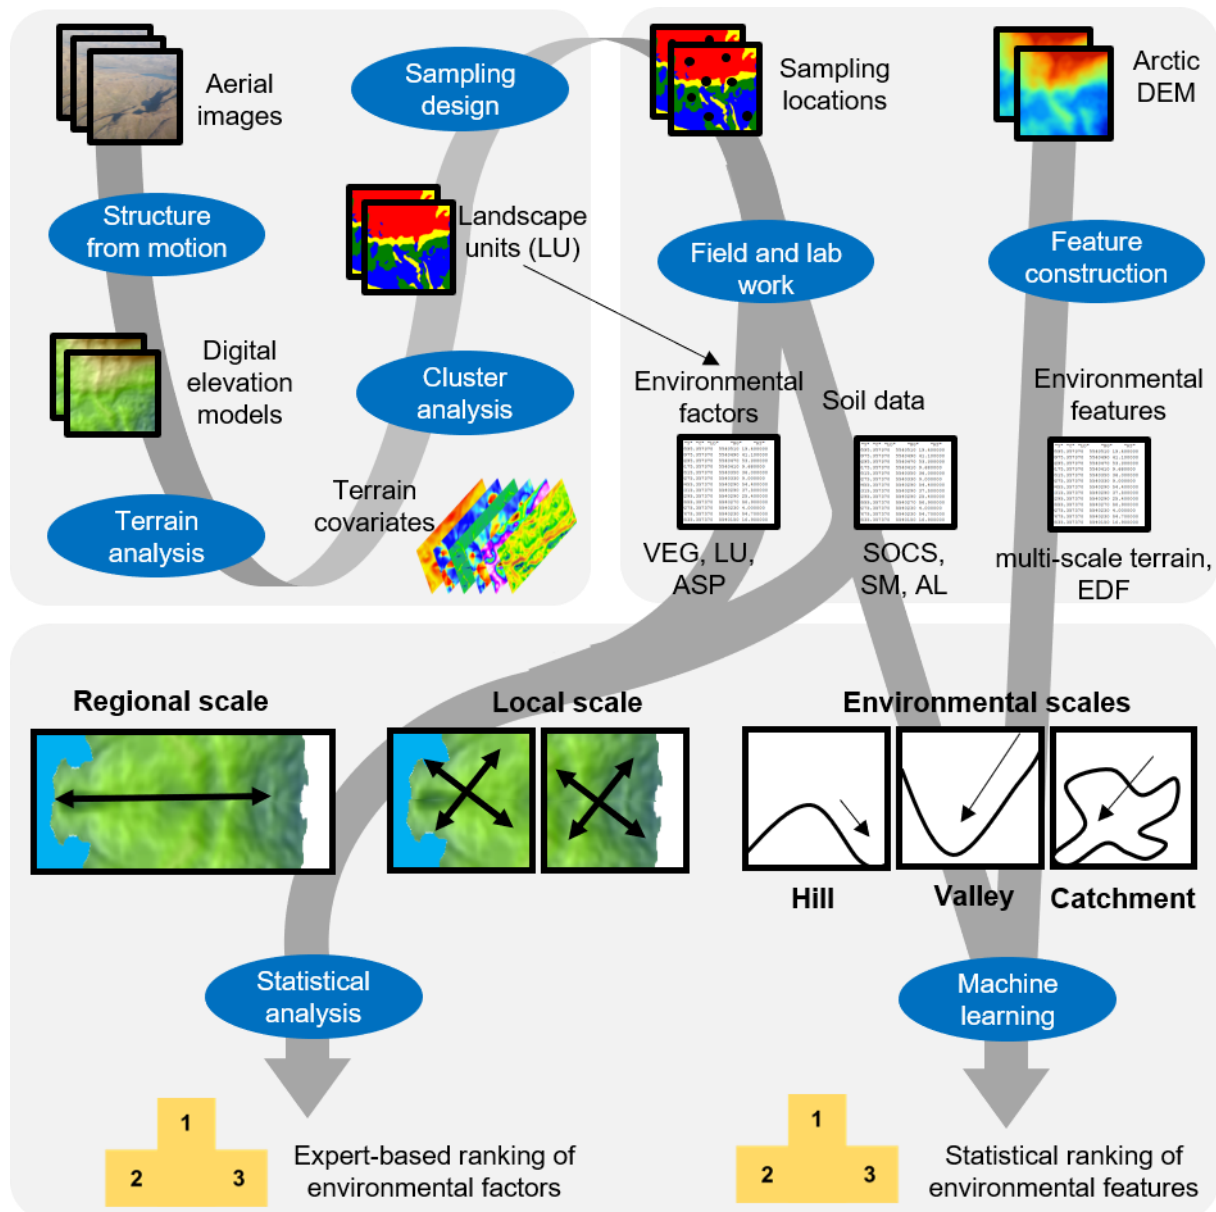 Aerial
images
Sampling
design
Sampling
locations
Arctic
DEM
Structure
from motion
Landscape
units (LU)
Field and lab
work
Feature
construction
Digital
elevation
models
Cluster
analysis
Environmental
factors
Soil data
Environmental
features
Terrain
analysis
Terrain
covariates
VEG, LU,
ASP
SOCS,
SM, AL
multi-scale terrain,
EDF
Regional scale
Local scale
Environmental scales
Hill
Valley
Catchment
Statistical
analysis
Machine
learning
1
2
3
Expert-based ranking of
environmental factors
1
2
3
Statistical ranking of
environmental features